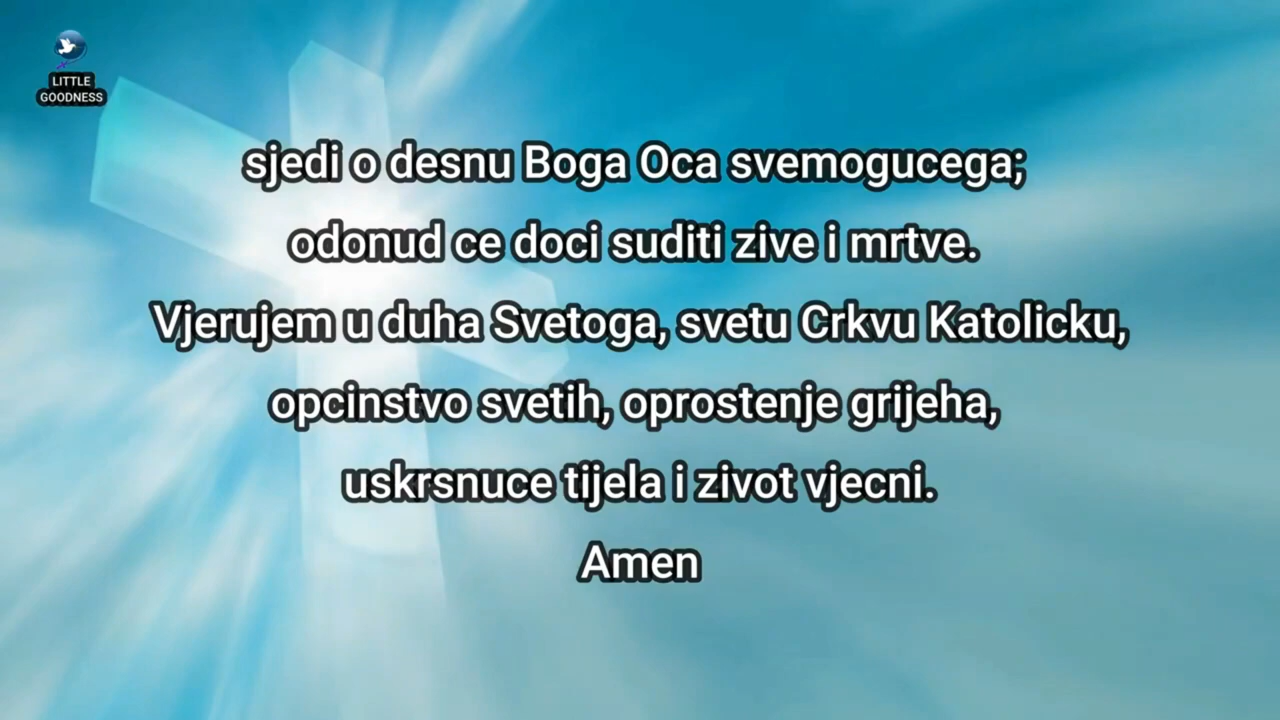 LITTLE
GOODNESS
sjedi o desnu Boga Oca svemogucega;
odonud ce doci suditi zive i mrtve.
Vjerujem u duha Svetoga, svetu Crkvu Katolicku,
opcinstvo svetih, oprostenje grijeha,
uskrsnuce tijela i zivot vjecni.
Amen